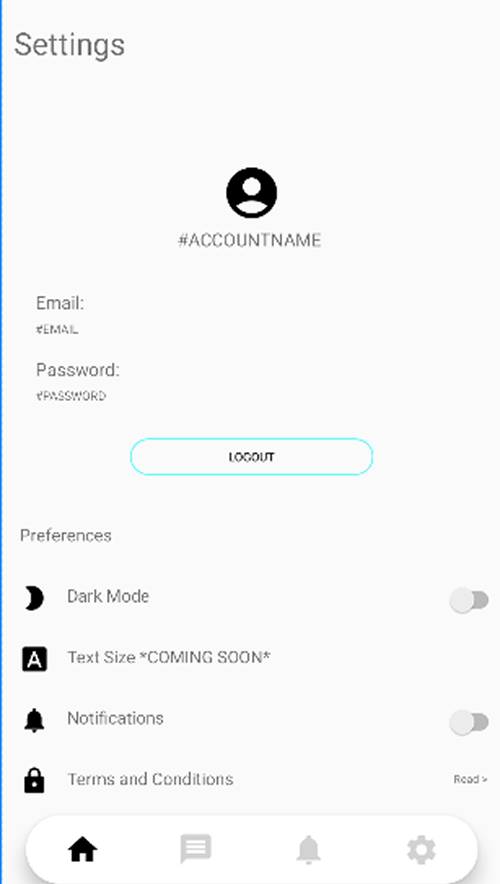 Settings
#ACCOUNTNAME
Email:
#EMAIL
Password:
#PASSWORD
LOGOUT
Preferences
Dark Mode
A
Text Size *COMING SOON*
Notifications
Terms and Conditions
Read >